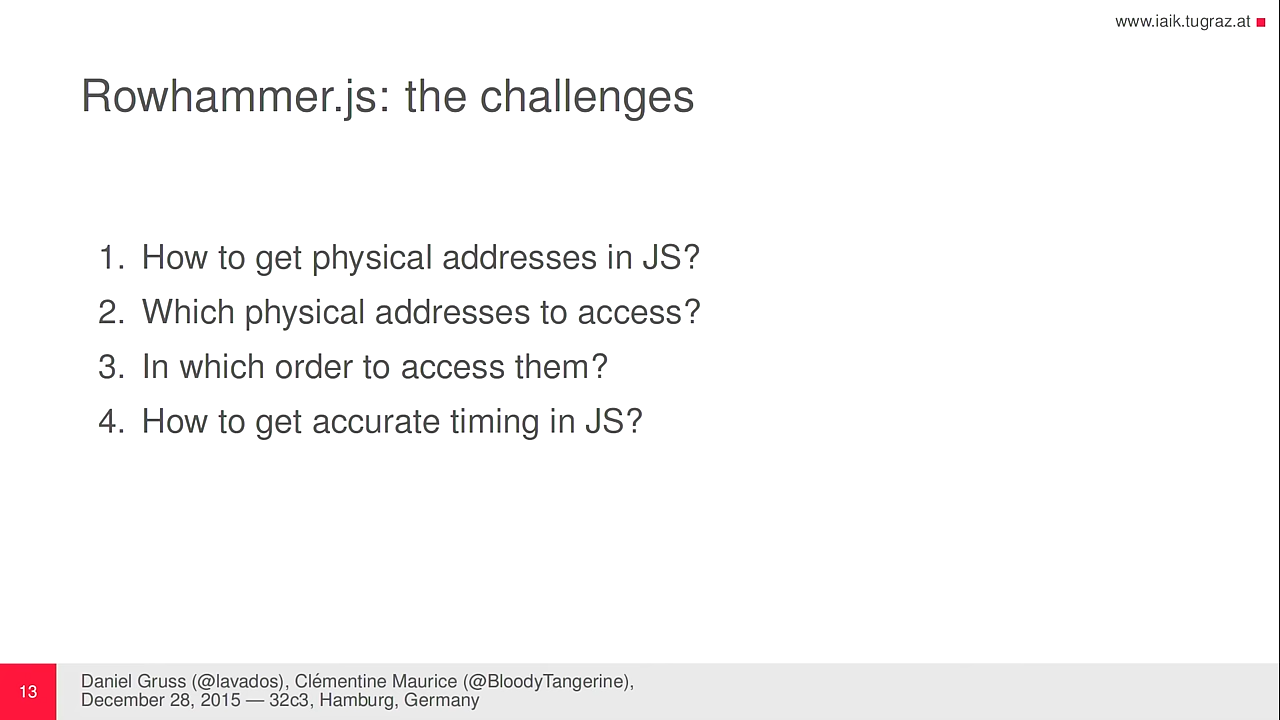 www.iaik.tugraz.at
Rowhammer.js: the challenges
1. How to get physical addresses in JS?
2. Which physical addresses to access?
3. In which order to access them?
4. How to get accurate timing in JS?
13
Daniel Gruss (@lavados), Clémentine Maurice (@BloodyTangerine),
December 28, 2015 — 32c3, Hamburg, Germany